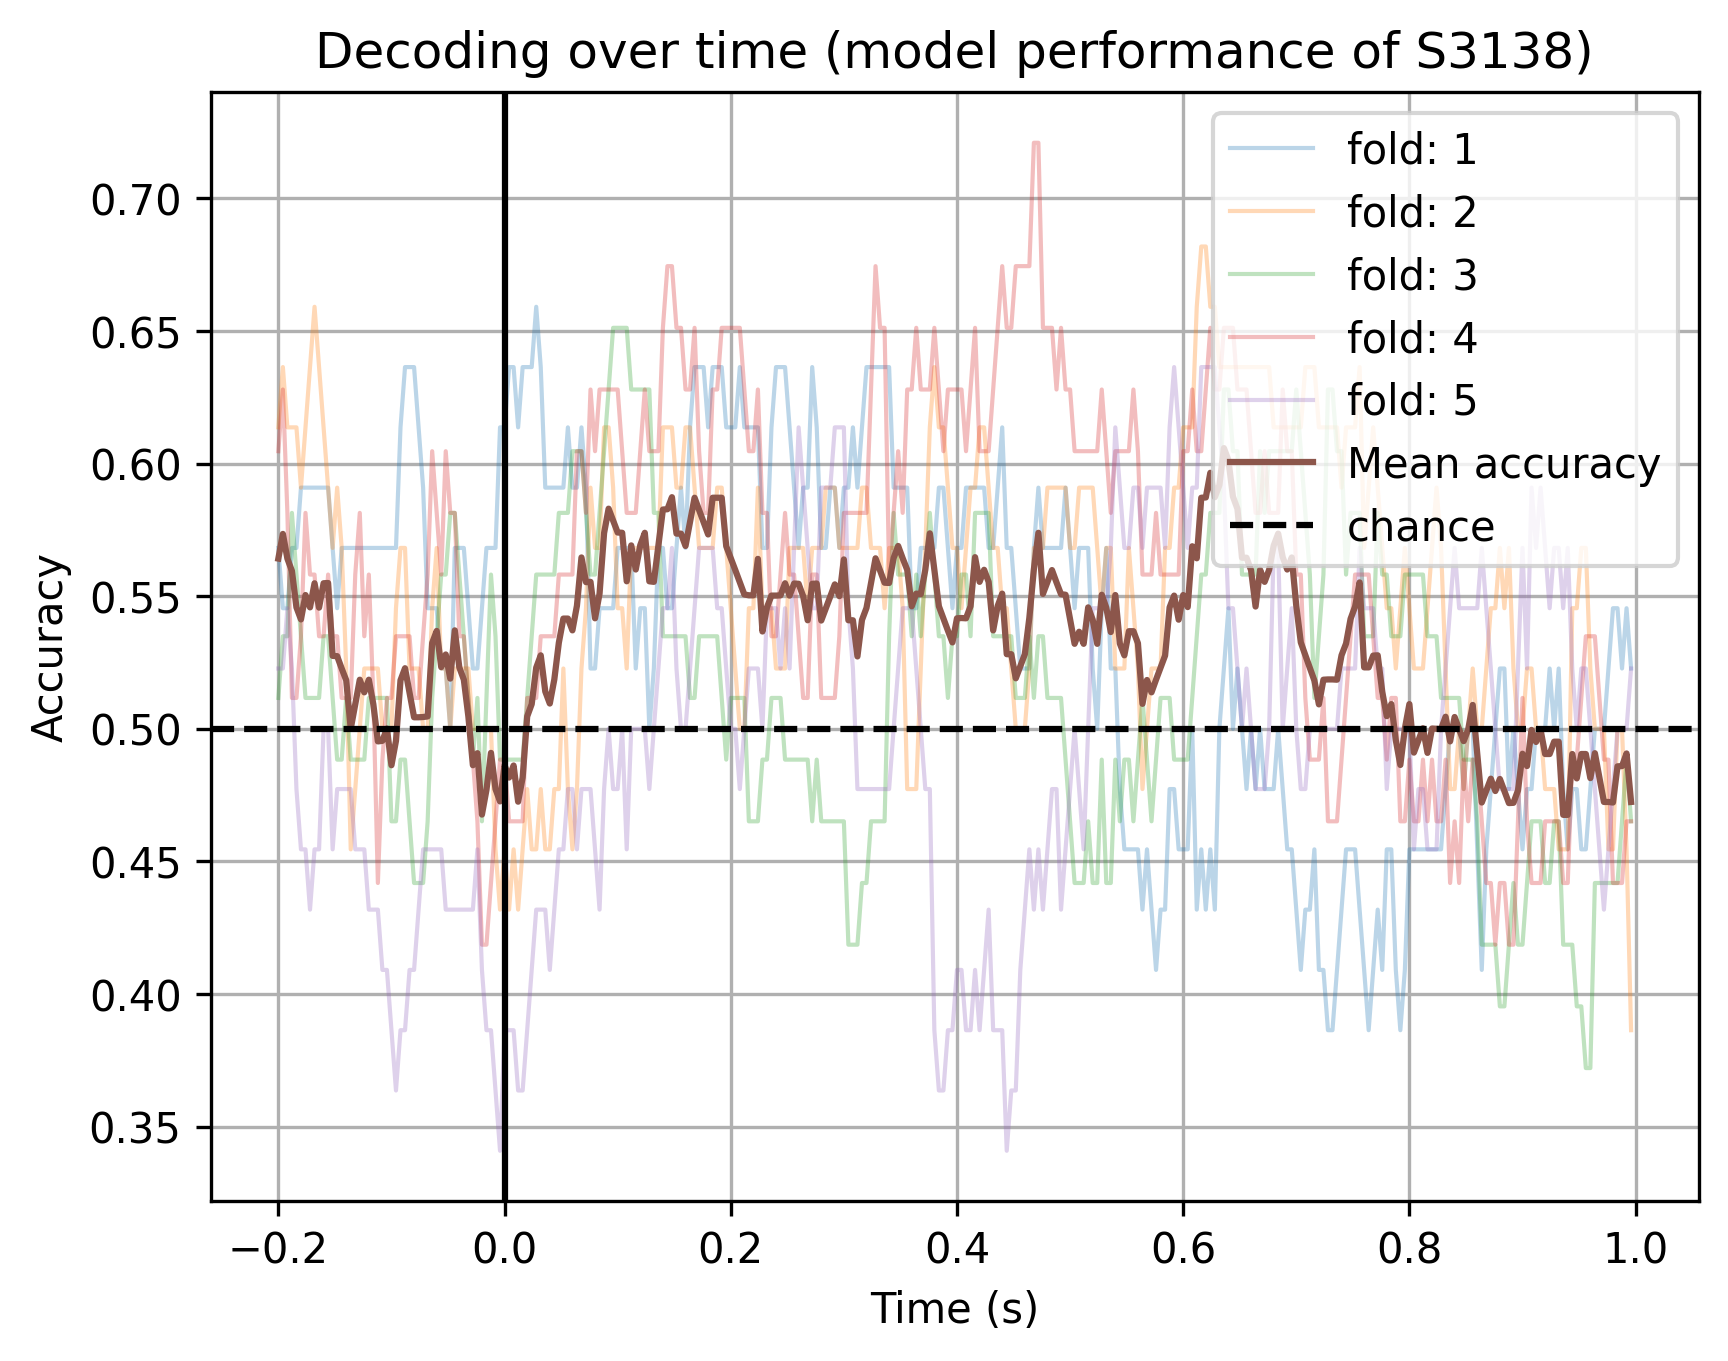 Decoding over time (model performance of S3138)
fold: 1
fold: 2
fold: 3
fold: 4
fold: 5
Mean accuracy
chance
Accuracy
0.70
0.65
0.60
0.55
0.50
0.45
0.40
0.35
−0.2 0.0 0.2 0.4 0.6 0.8 1.0
Time (s)